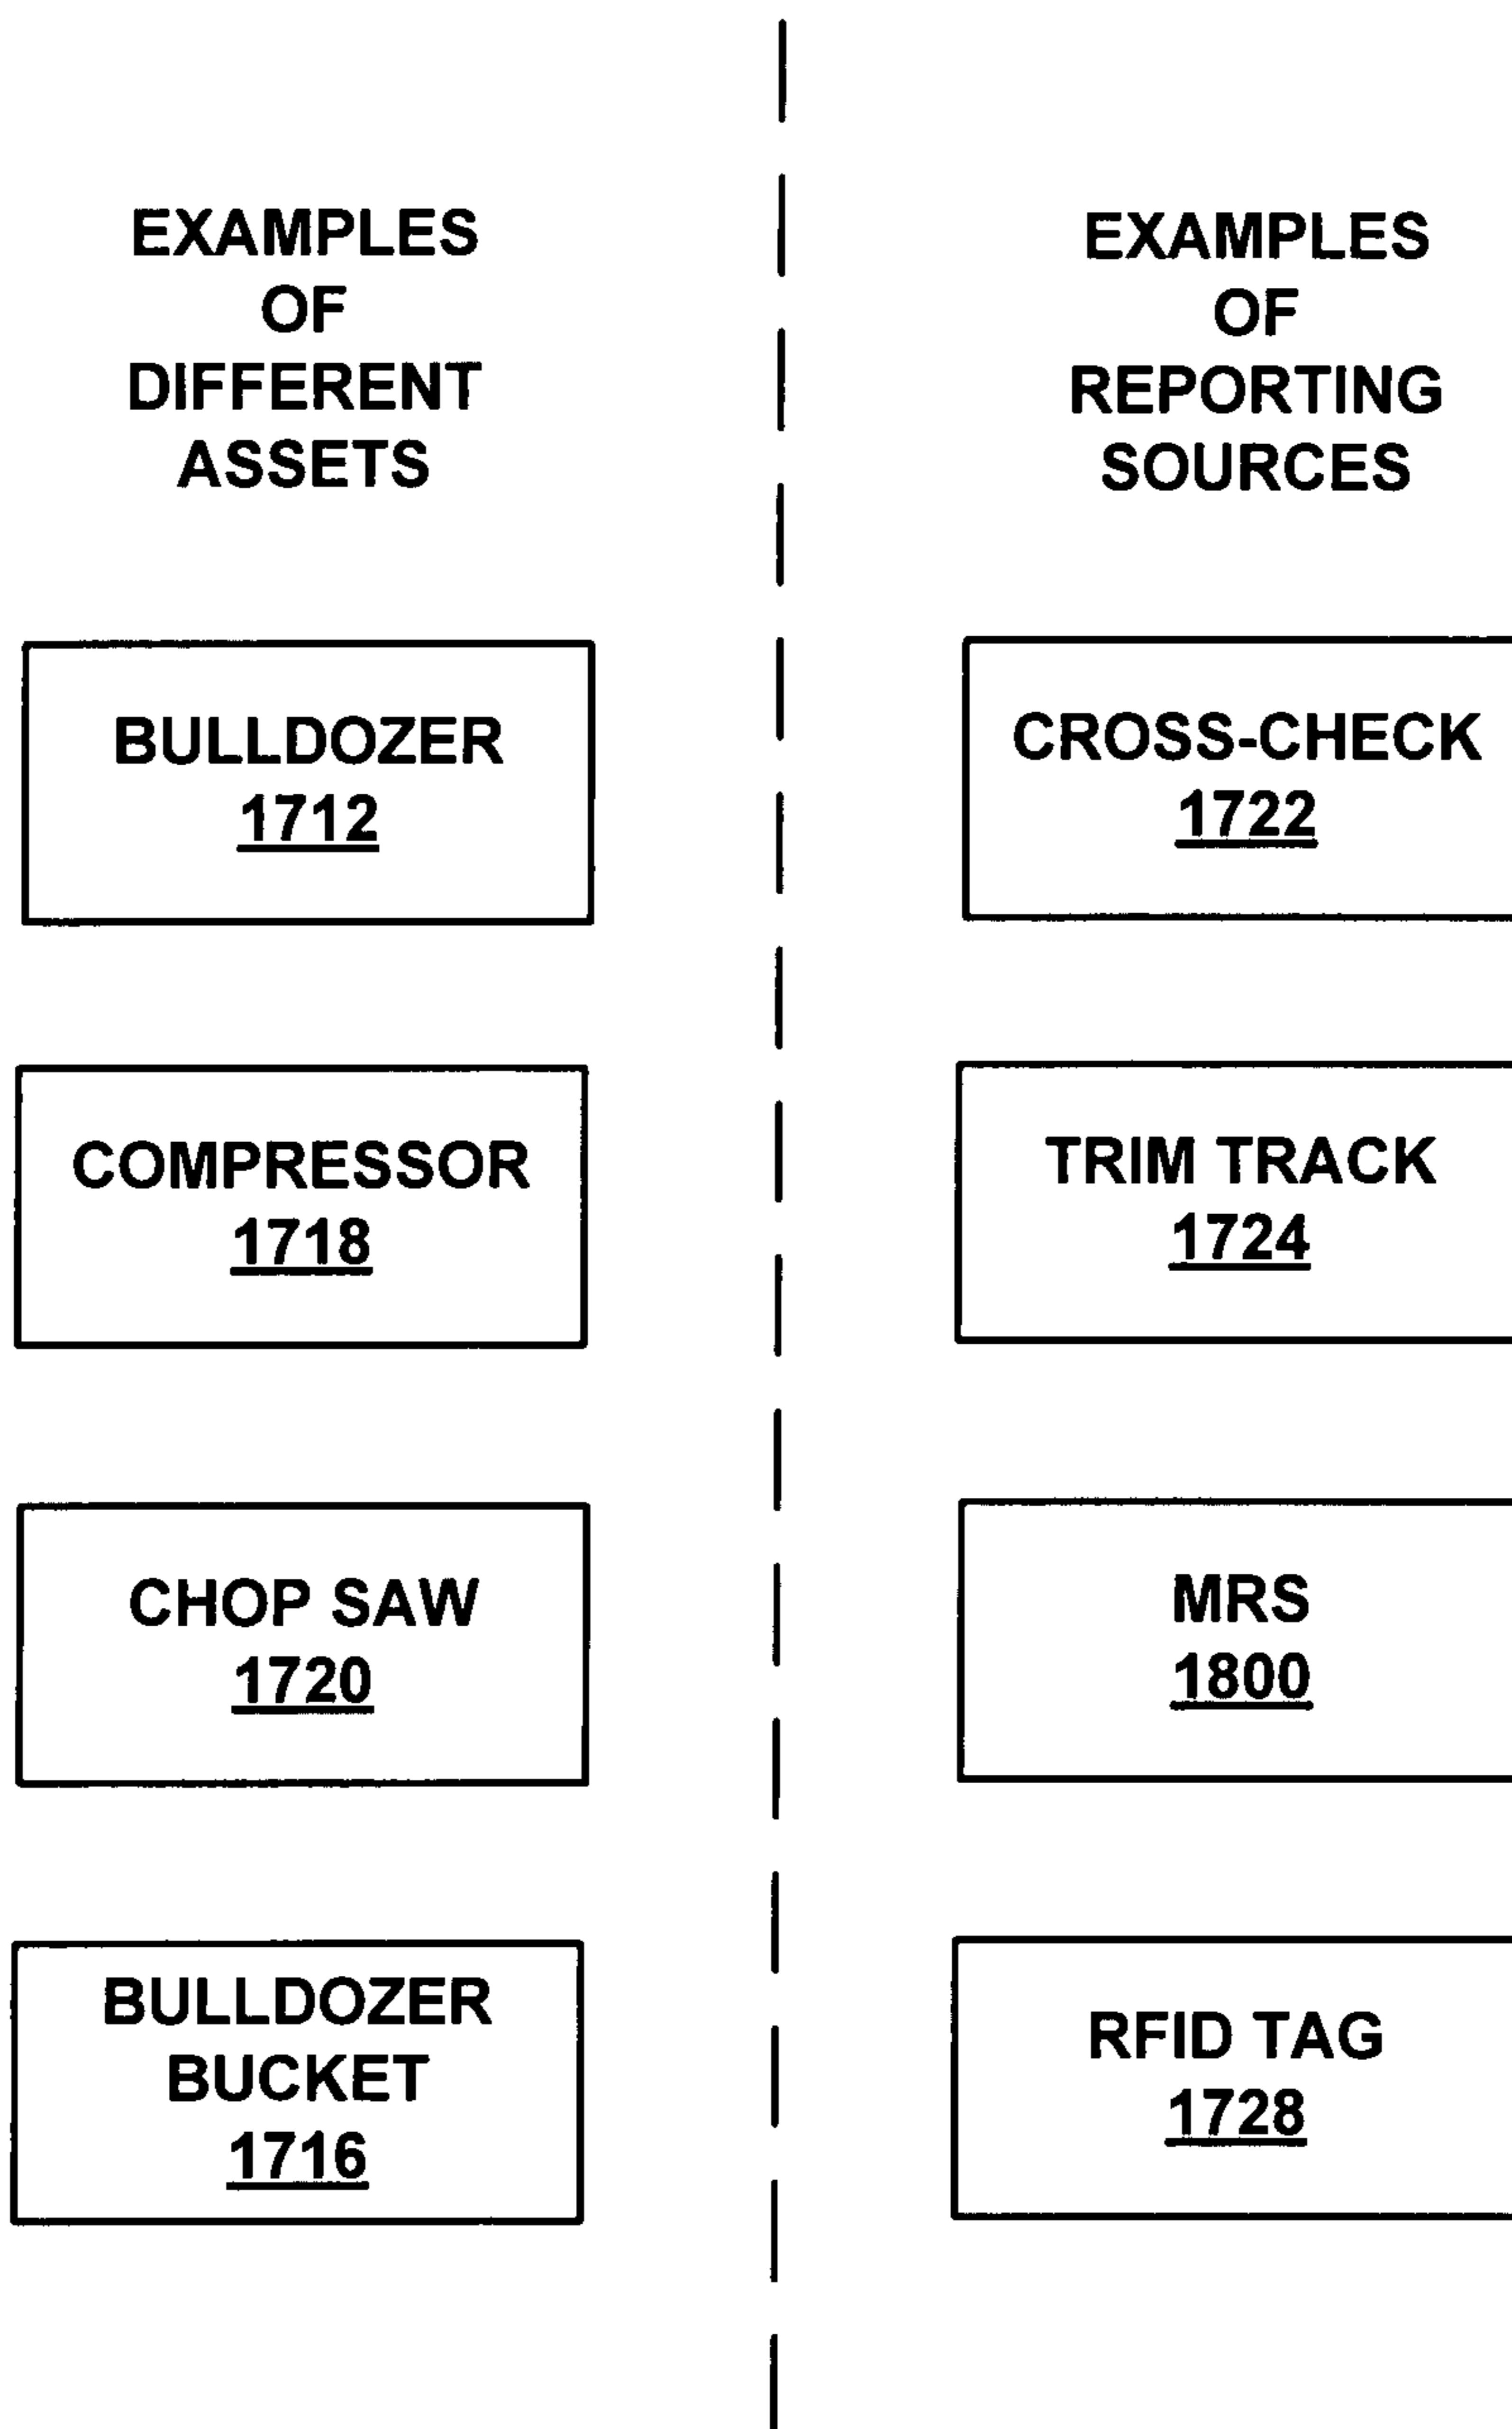 EXAMPLES
OF
DIFFERENT
ASSETS
BULLDOZER
1712
COMPRESSOR
1718
CHOP SAW
1720
BULLDOZER
BUCKET
1716
EXAMPLES
OF
REPORTING
SOURCES
CROSS-CHECK
1722
TRIM TRACK
1724
MRS
1800
RFID TAG
1728